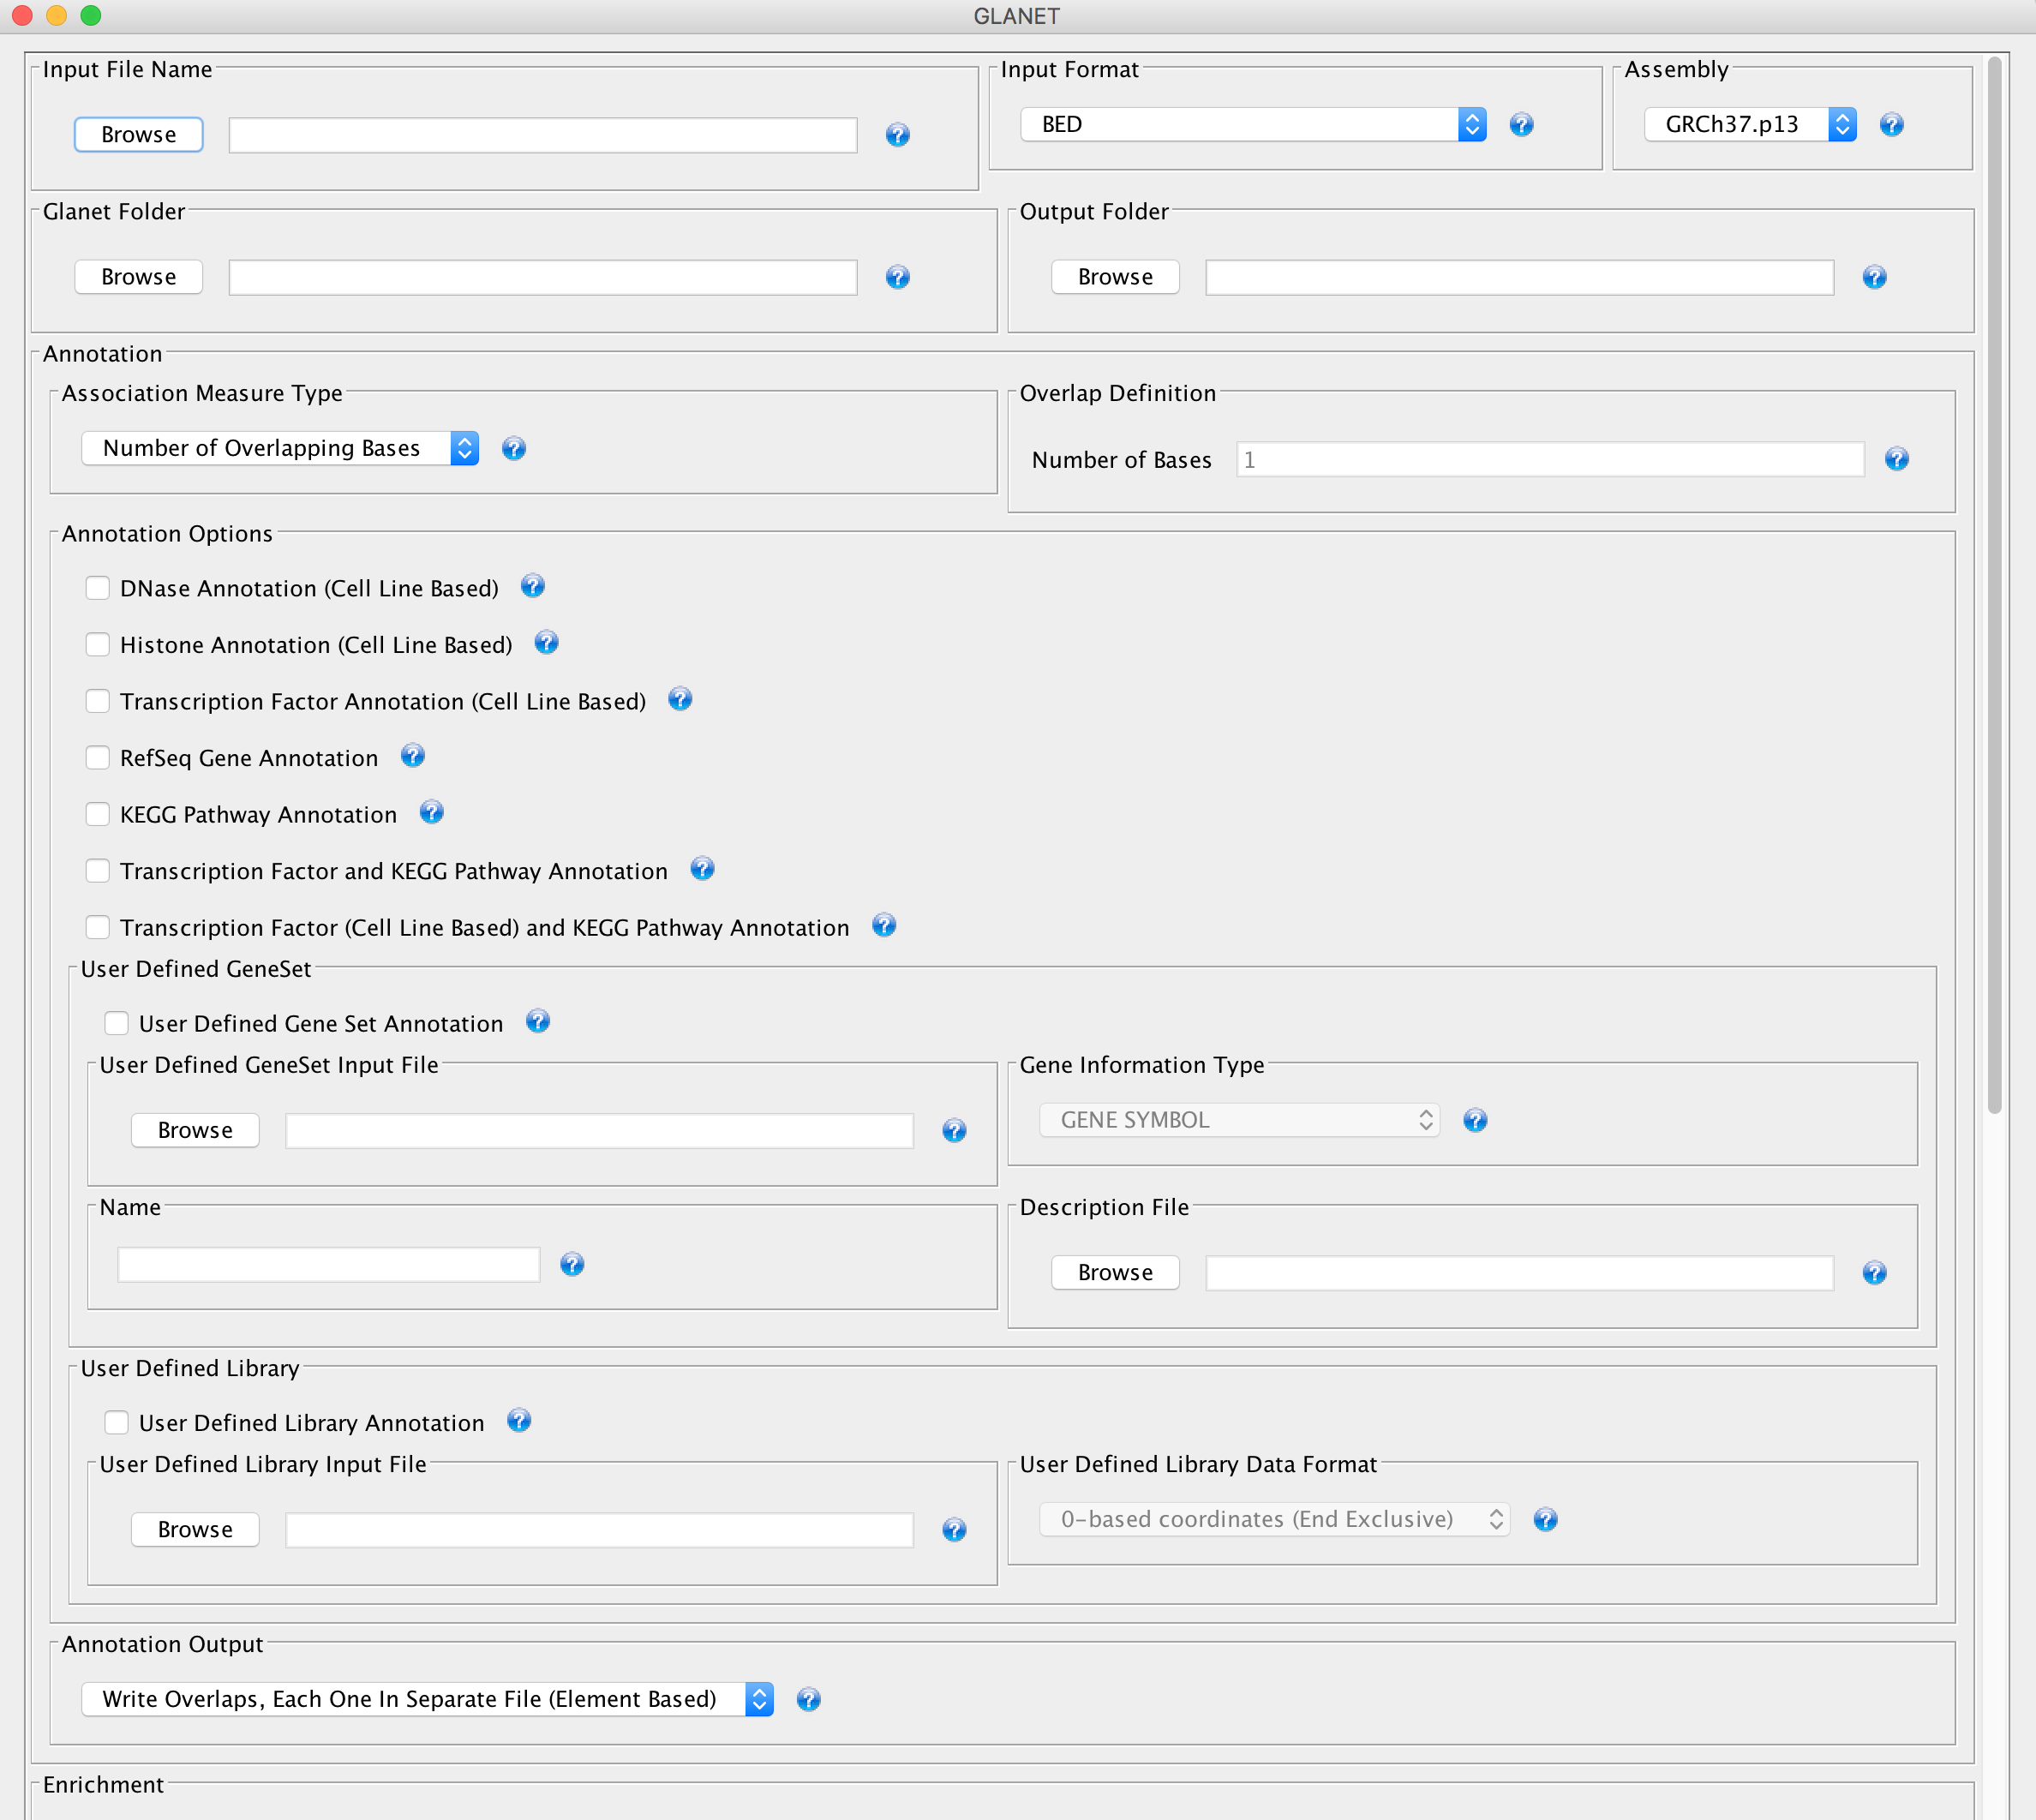 GLANET
Input File Name
Input Format
Assembly
Browse
BED
GRCh37.p13
Glanet Folder
Output Folder
Browse
Browse
Annotation
Association Measure Type
Overlap Definition
Number of Overlapping Bases
Number of Bases 1
Annotation Options
DNase Annotation (Cell Line Based)
Histone Annotation (Cell Line Based)
Transcription Factor Annotation (Cell Line Based)
RefSeq Gene Annotation
KEGG Pathway Annotation
Transcription Factor and KEGG Pathway Annotation
Transcription Factor (Cell Line Based) and KEGG Pathway Annotation
User Defined GeneSet
User Defined Gene Set Annotation
User Defined GeneSet Input File
Gene Information Type
Browse
GENE SYMBOL
Name
Description File
Browse
User Defined Library
User Defined Library Annotation
User Defined Library Input File
User Defined Library Data Format
Browse
0-based coordinates (End Exclusive)
Annotation Output
Write Overlaps, Each One In Separate File (Element Based)
Enrichment